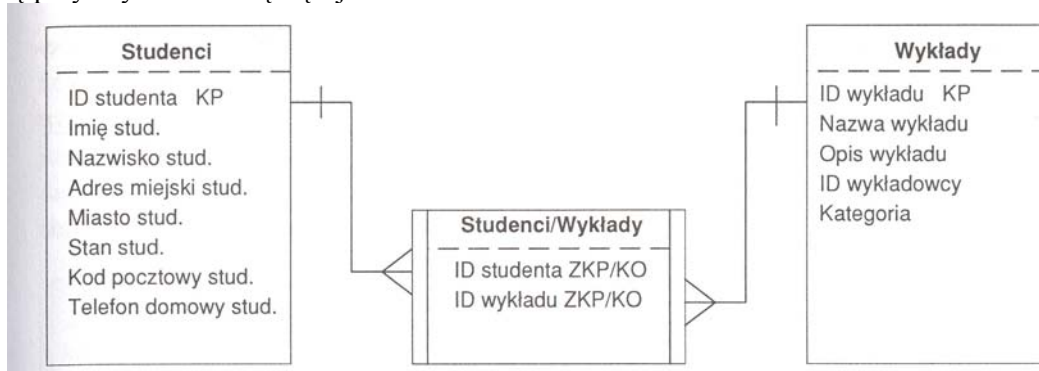 Studenci
ID studenta KP
Imię stud.
Nazwisko stud.
Adres miejski stud.
Miasto stud.
Stan stud.
Kod pocztowy stud.
Telefon domowy stud.
Studenci/Wykłady
ID studenta ZKP/KO
ID wykładu ZKP/KO
Wykłady
ID wykładu KP
Nazwa wykładu
Opis wykładu
ID wykładowcy
Kategoria